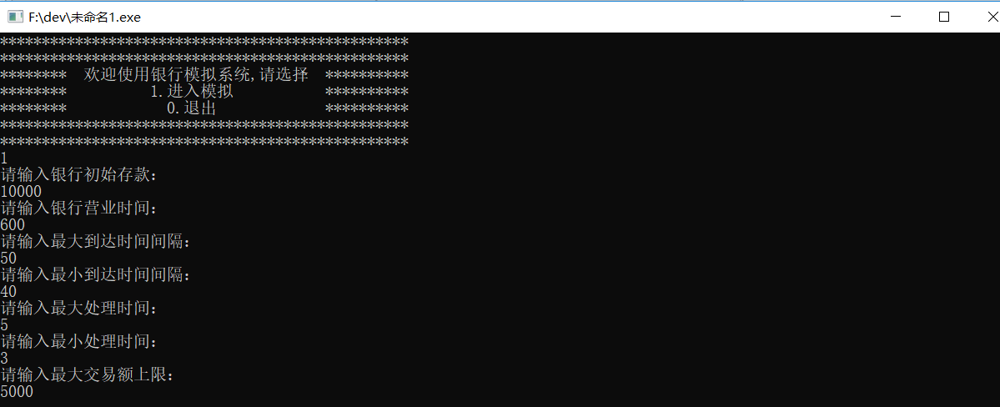 F:\dev\未命名1.exe
*************************************************
*************************************************
********  欢迎使用银行模拟系统,请选择  **********
********          1.进入模拟           **********
********            0.退出             **********
*************************************************
*************************************************
1
请输入银行初始存款:
10000
请输入银行营业时间:
600
请输入最大到达时间间隔:
50
请输入最小到达时间间隔:
40
请输入最大处理时间:
5
请输入最小处理时间:
3
请输入最大交易额上限:
5000